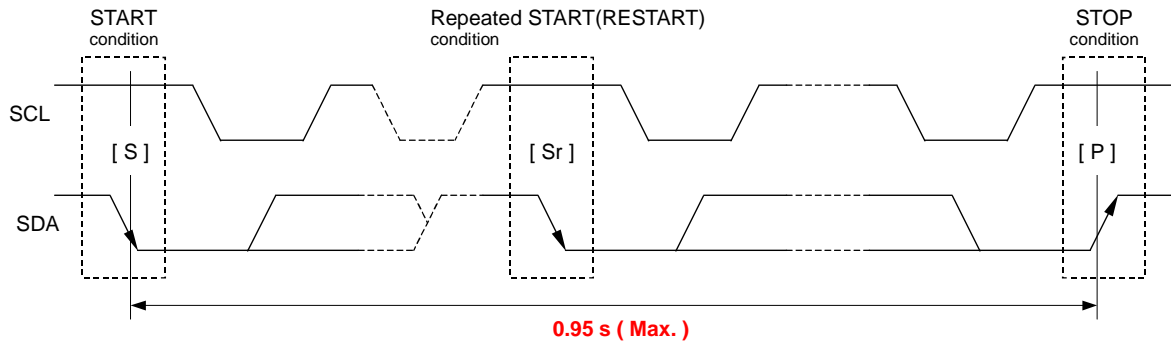 START
condition
Repeated START(RESTART)
condition
STOP
condition
SCL
[ S ]
[ Sr ]
[ P ]
SDA
0.95 s ( Max. )